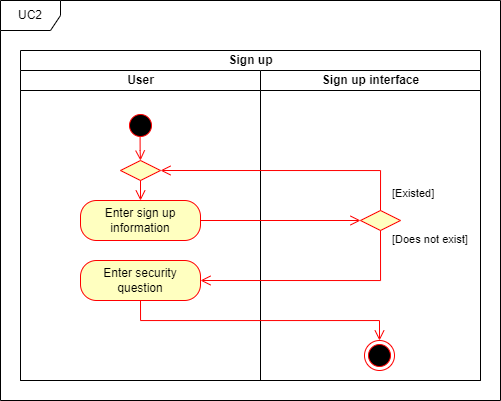 UC2
Sign up
User
Sign up interface
[Existed]
Enter sign up
information
[Does not exist]
Enter security
question